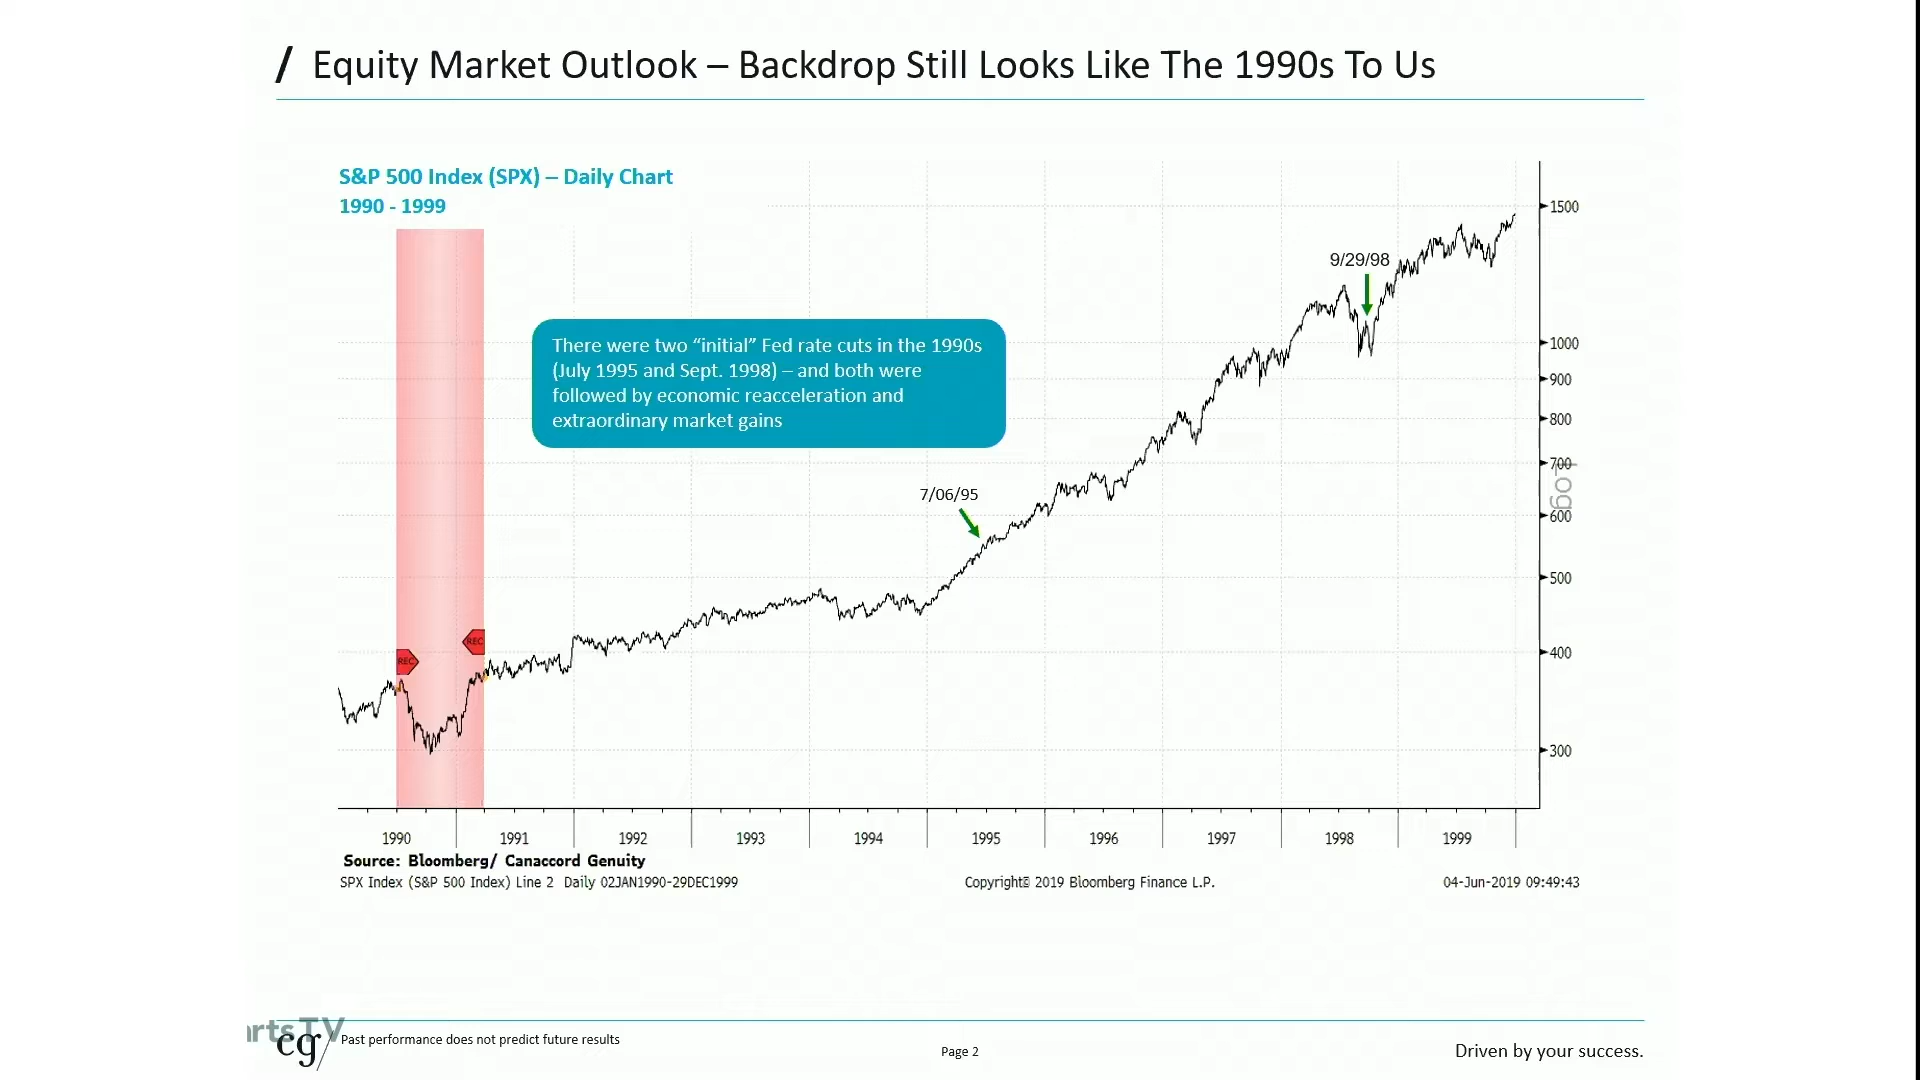 / Equity Market Outlook – Backdrop Still Looks Like The 1990s To Us
S&P 500 Index (SPX) – Daily Chart
1990 - 1999
1500
9/29/98
There were two “initial” Fed rate cuts in the 1990s
(July 1995 and Sept. 1998) – and both were
followed by economic reacceleration and
extraordinary market gains
1000
900
800
700
Log
7/06/95
600
500
REC
REC
400
300
1990 1991 1992 1993 1994 1995 1996 1997 1998 1999
Source: Bloomberg/ Canaccord Genuity
SPX Index (S&P 500 Index) Line 2 Daily 02JAN1990-29DEC1999
Copyright© 2019 Bloomberg Finance L.P.
04-Jun-2019 09:49:43
artsTV
cg/
Past performance does not predict future results
Page 2
Driven by your success.